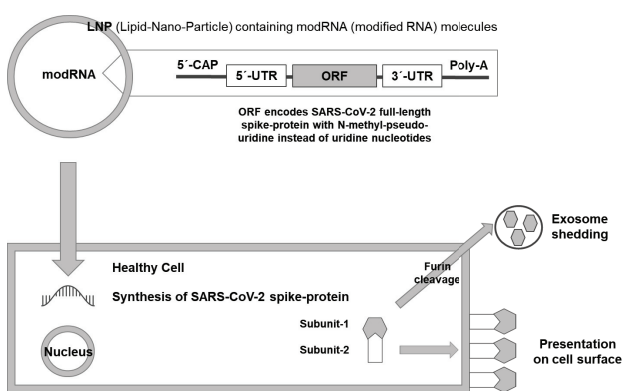 LNP (Lipid-Nano-Particle) containing modRNA (modified RNA) molecules
modRNA
5´-CAP
5´-UTR
ORF
3´-UTR
Poly-A
ORF encodes SARS-CoV-2 full-length
spike-protein with N-methyl-pseudo-
uridine instead of uridine nucleotides
Exosome
shedding
Furin
cleavage
Healthy Cell
Synthesis of SARS-CoV-2 spike-protein
Subunit-1
Subunit-2
Nucleus
Presentation
on cell surface